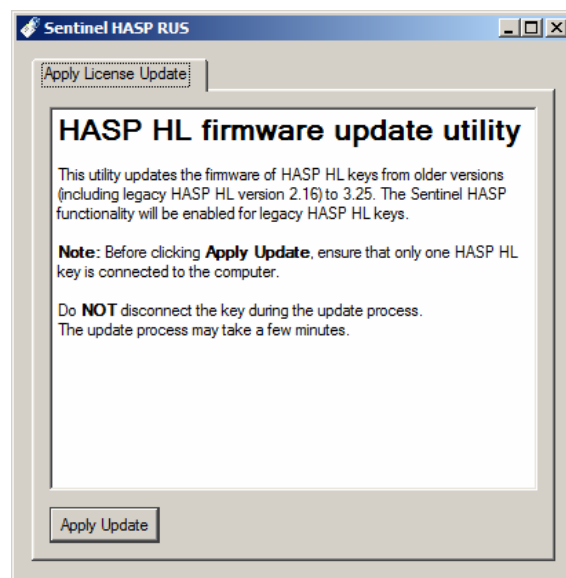 Sentinel HASP RUS
Apply License Update
HASP HL firmware update utility
This utility updates the firmware of HASP HL keys from older versions
(including legacy HASP HL version 2.16) to 3.25. The Sentinel HASP
functionality will be enabled for legacy HASP HL keys.
Note: Before clicking Apply Update, ensure that only one HASP HL
key is connected to the computer.
Do NOT disconnect the key during the update process.
The update process may take a few minutes.
Apply Update